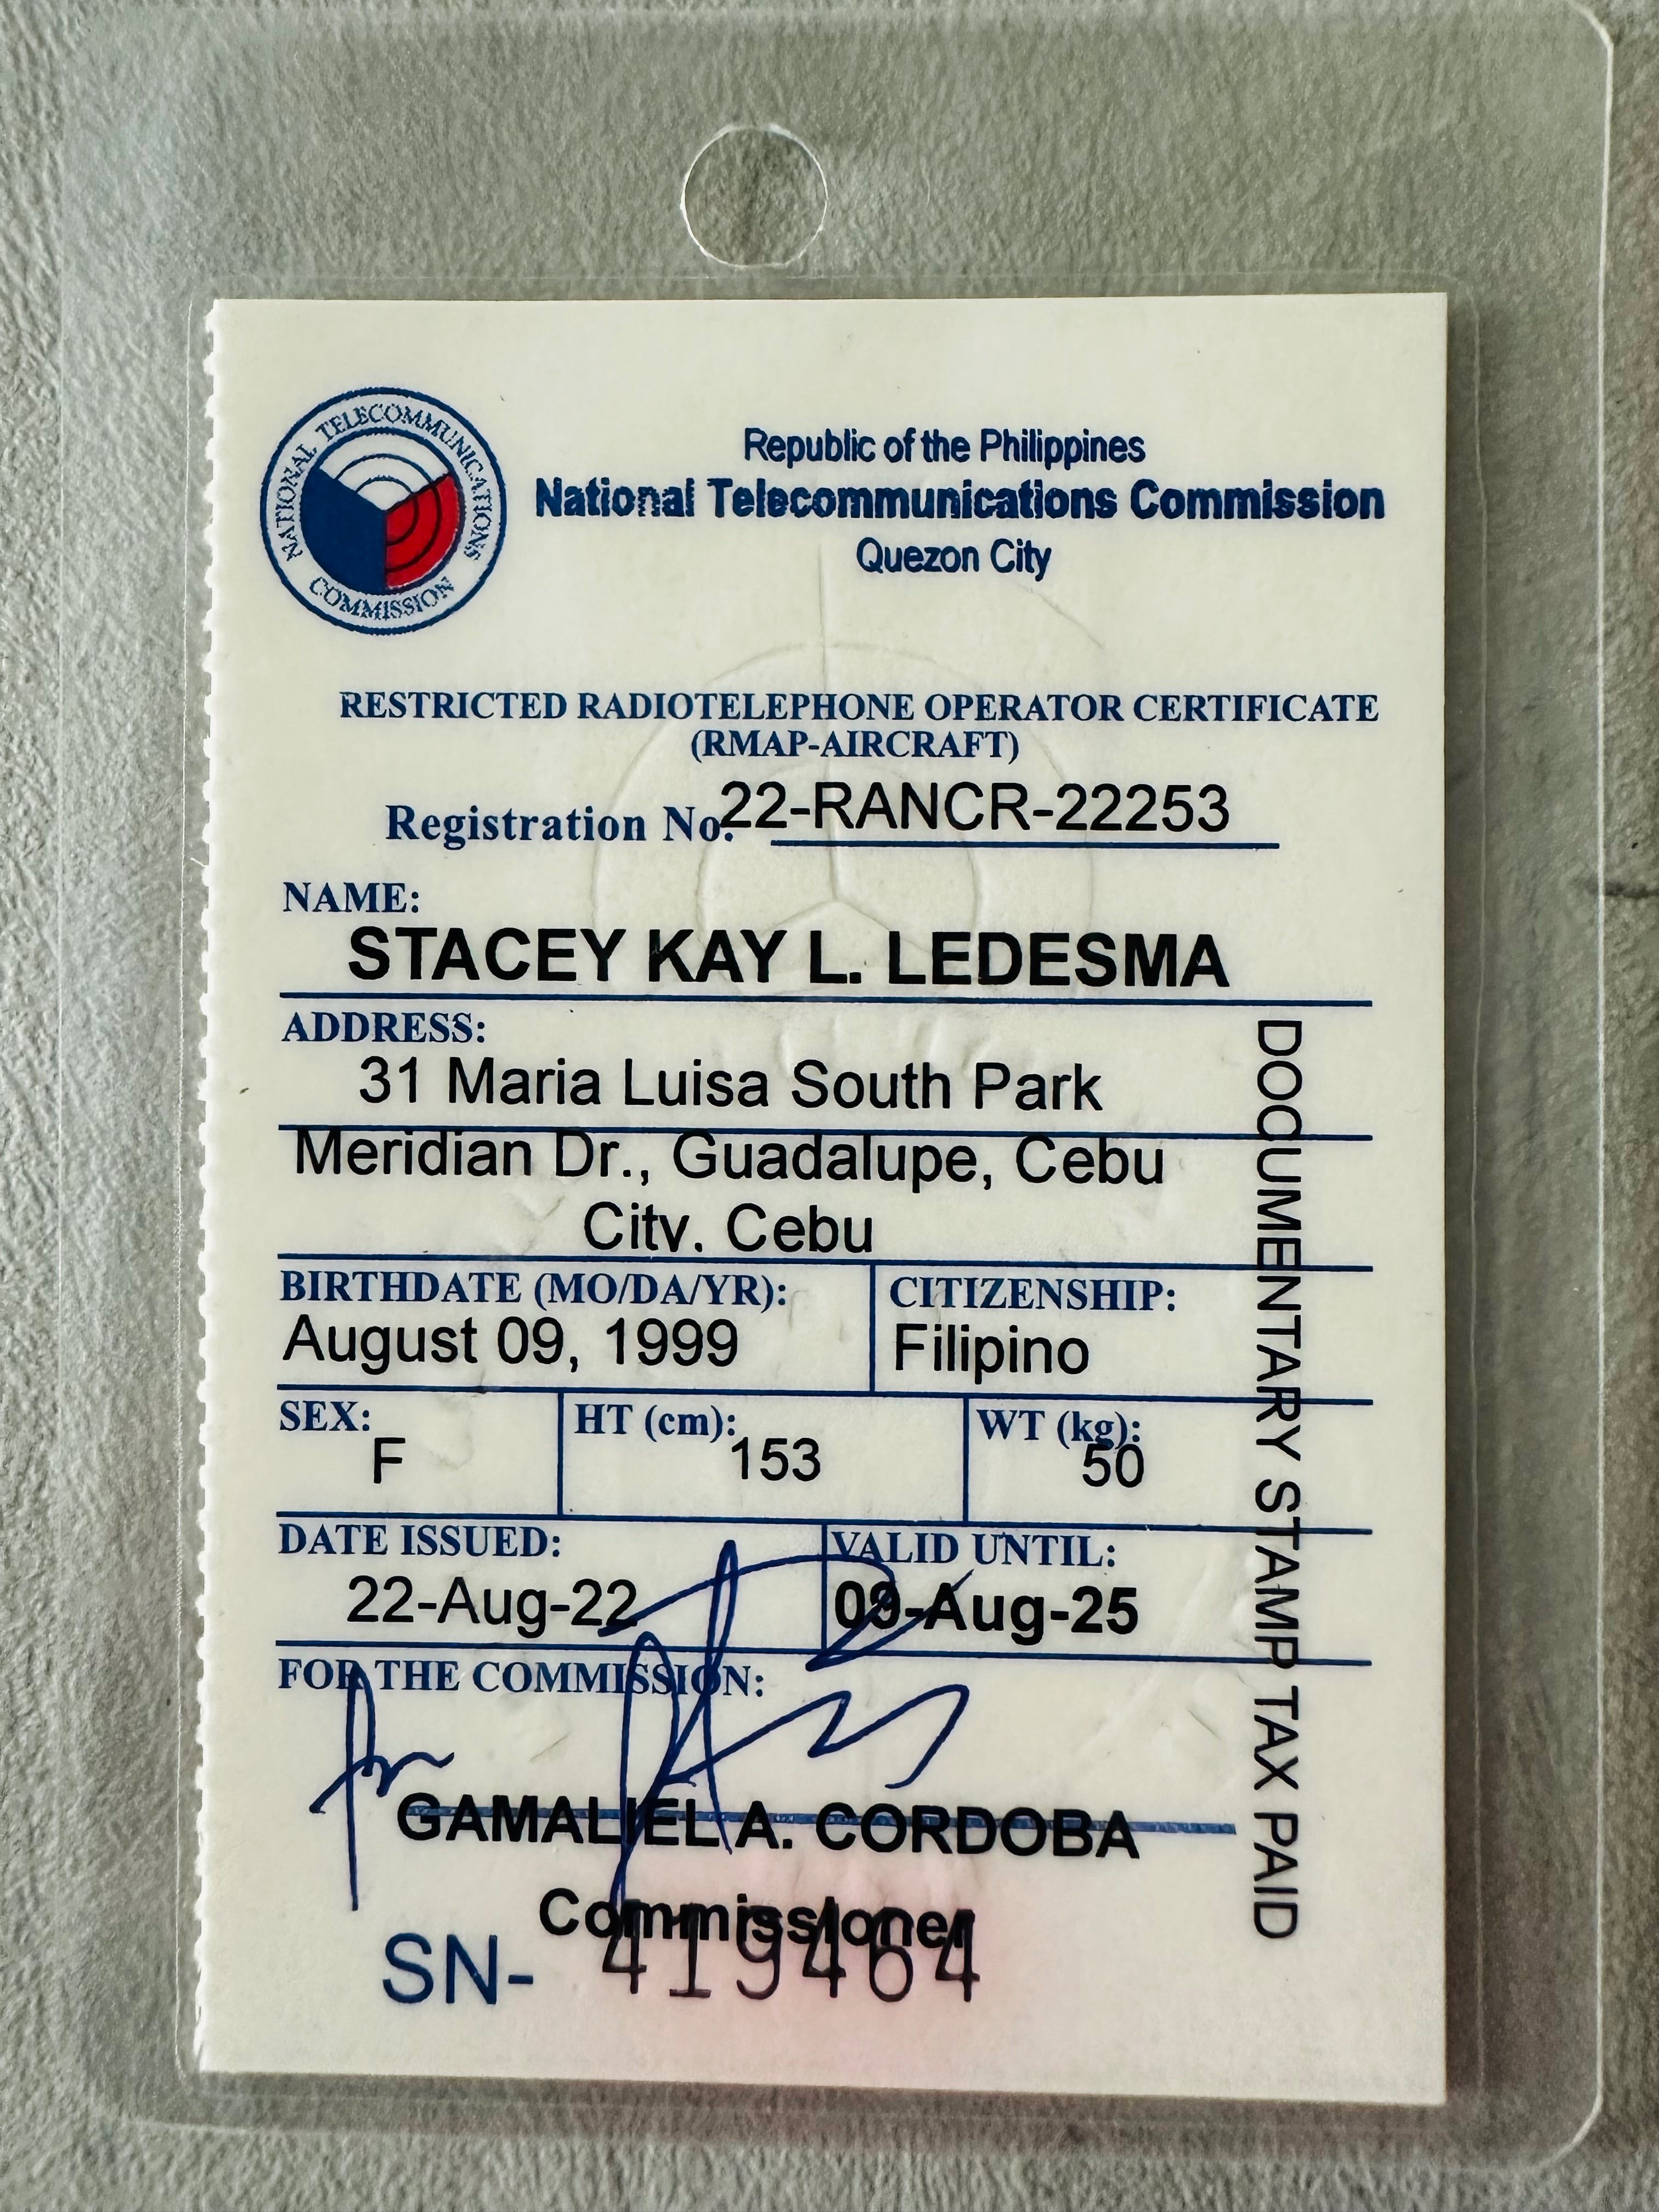 NATIONAL TELECOMMUNICATIONS COMMISSION
Republic of the Philippines
National Telecommunications Commission
Quezon City
RESTRICTED RADIOTELEPHONE OPERATOR CERTIFICATE
(RMAP-AIRCRAFT)
Registration No. 22-RANCR-22253
NAME:
STACEY KAY L. LEDESMA
ADDRESS:
31 Maria Luisa South Park
Meridian Dr., Guadalupe, Cebu
City. Cebu
BIRTHDATE (MO/DA/YR): CITIZENSHIP:
August 09, 1999 Filipino
SEX: HT (cm): WT (kg):
F 153 50
DATE ISSUED: VALID UNTIL:
22-Aug-22 09-Aug-25
FOR THE COMMISSION:
for
GAMALIEL A. CORDOBA
Commissioner
SN- 419464
DOCUMENTARY STAMP TAX PAID